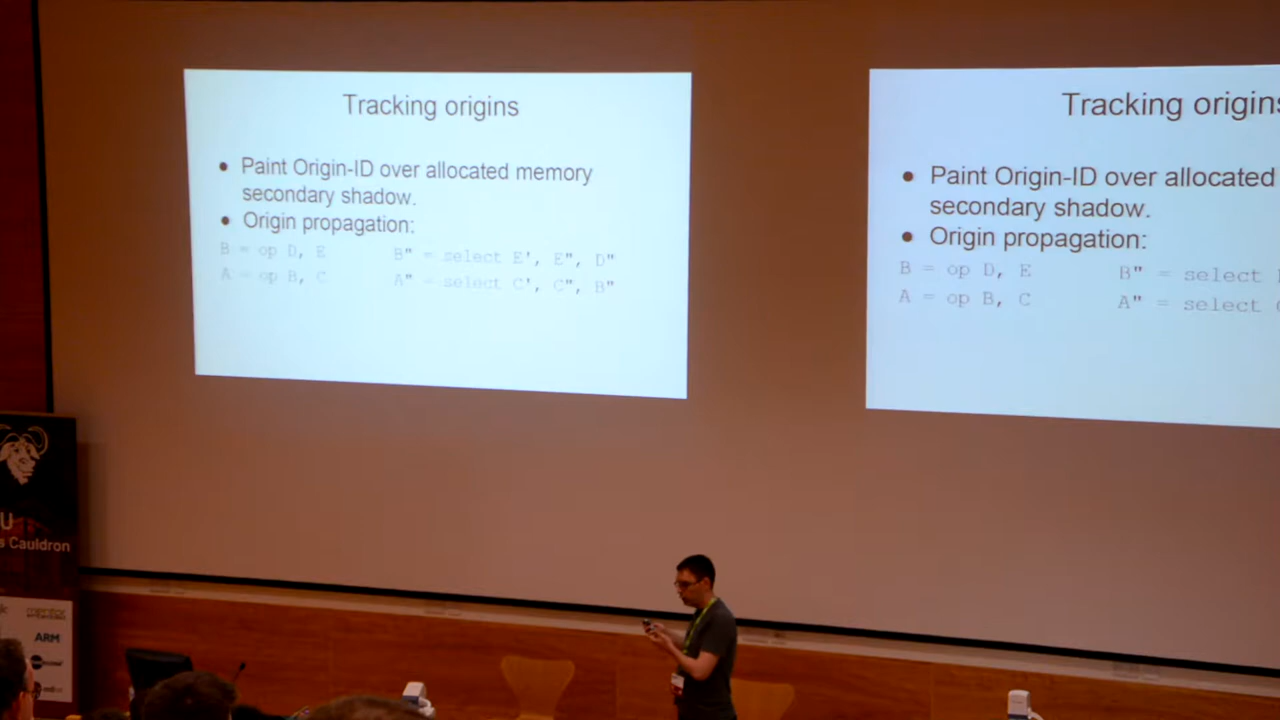 Tracking origins
• Paint Origin-ID over allocated memory
secondary shadow.
• Origin propagation:
B = op D, E B" = select E', E", D"
A = op B, C A" = select C', C", B"
Tracking origins
• Paint Origin-ID over allocated
secondary shadow.
• Origin propagation:
B = op D, E B" = select
A = op B, C A" = select
U
s Cauldron
mentor
ARM